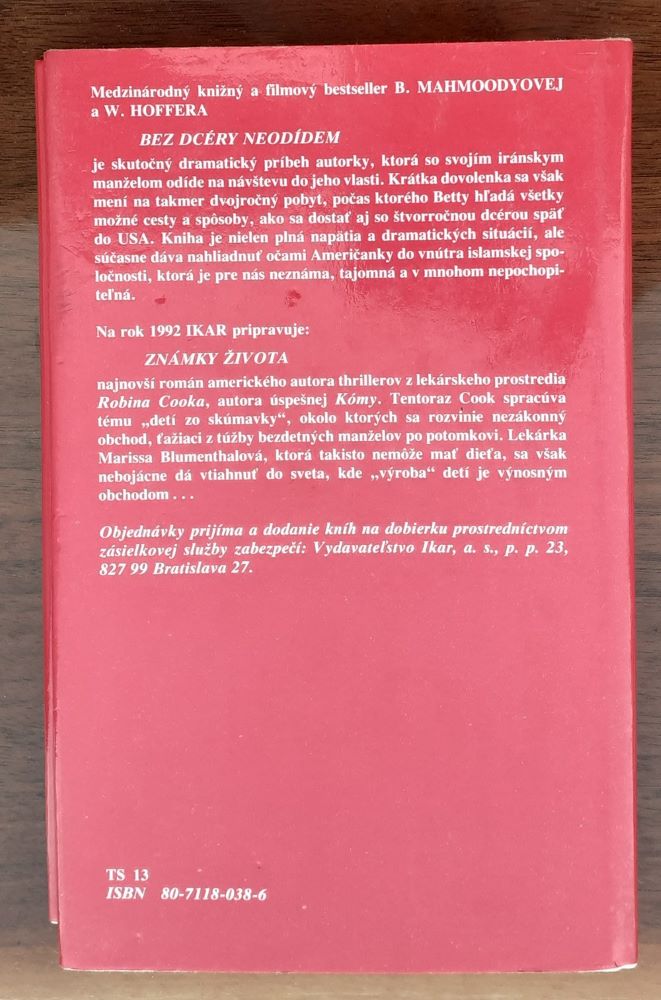 Medzinárodný knižný a filmový bestseller B. MAHMOODYOVEJ
a W. HOFFERA
BEZ DCÉRY NEODÍDEM
je skutočný dramatický príbeh autorky, ktorá so svojím iránskym
manželom odíde na návštevu do jeho vlasti. Krátka dovolenka sa však
mení na takmer dvojročný pobyt, počas ktorého Betty hľadá všetky
možné cesty a spôsoby, ako sa dostať aj so štvorročnou dcérou späť
do USA. Kniha je nielen plná napätia a dramatických situácií, ale
súčasne dáva nahliadnuť očami Američanky do vnútra islamskej spo-
ločnosti, ktorá je pre nás neznáma, tajomná a v mnohom nepochopi-
teľná.
Na rok 1992 IKAR pripravuje:
ZNÁMKY ŽIVOTA
najnovší román amerického autora thrillerov z lekárskeho prostredia
Robina Cooka, autora úspešnej Kómy. Tentoraz Cook spracúva
tému „detí zo skúmavky“, okolo ktorých sa rozvinie nezákonný
obchod, ťažiaci z túžby bezdetných manželov po potomkovi. Lekárka
Marissa Blumenthalová, ktorá takisto nemôže mať dieťa, sa však
nebojácne dá vtiahnuť do sveta, kde „výroba“ detí je výnosným
obchodom . . .
Objednávky prijíma a dodanie kníh na dobierku prostredníctvom
zásielkovej služby zabezpečí: Vydavateľstvo Ikar, a. s., p. p. 23,
827 99 Bratislava 27.
TS 13
ISBN 80-7118-038-6